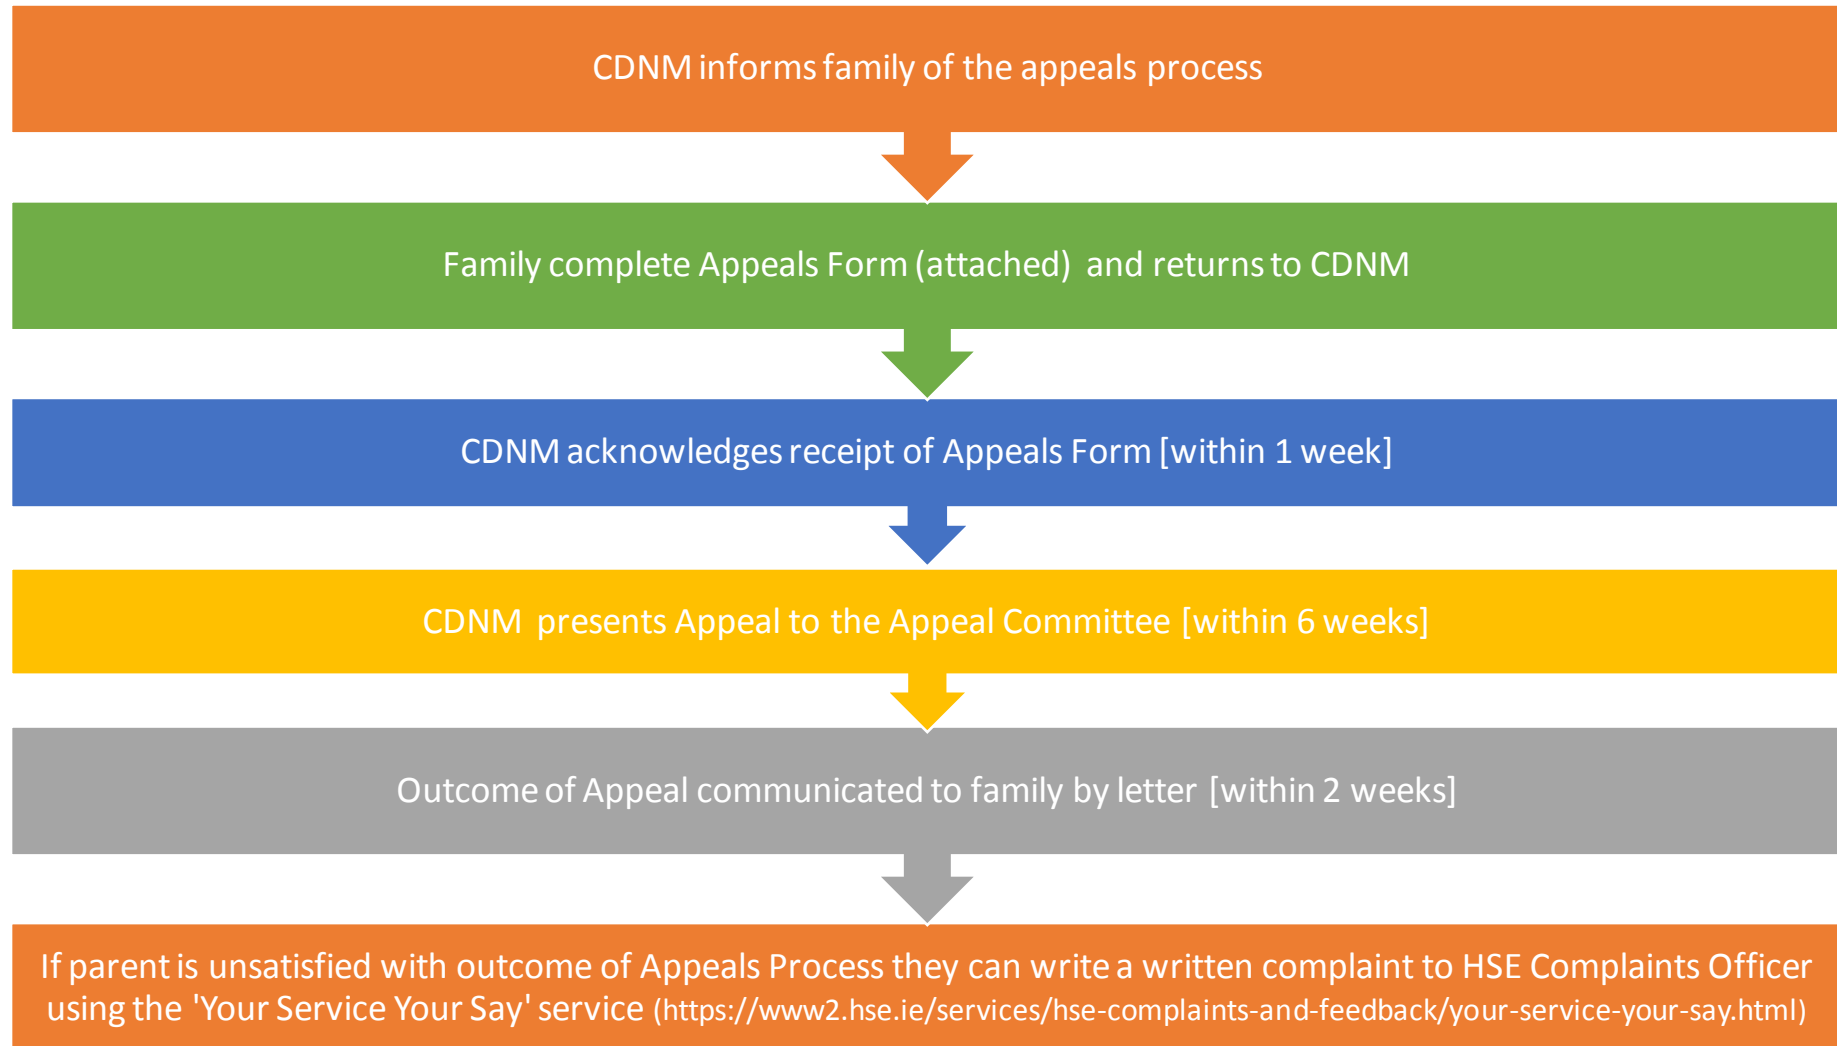 CDNM informs family of the appeals process
Family complete Appeals Form (attached) and returns to CDNM
CDNM acknowledges receipt of Appeals Form [within 1 week]
CDNM presents Appeal to the Appeal Committee [within 6 weeks]
Outcome of Appeal communicated to family by letter [within 2 weeks]
If parent is unsatisfied with outcome of Appeals Process they can write a written complaint to HSE Complaints Officer
using the 'Your Service Your Say' service (https://www2.hse.ie/services/hse-complaints-and-feedback/your-service-your-say.html)